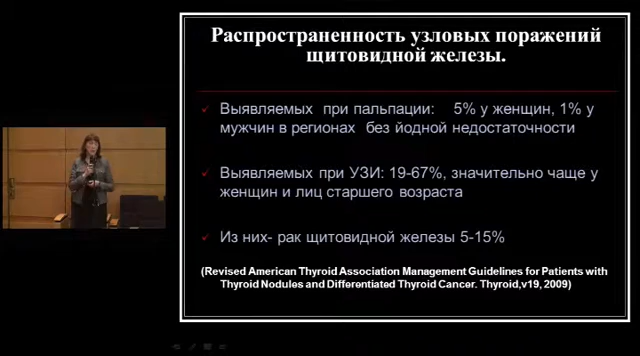 Распространенность узловых поражений
щитовидной железы.
Выявляемых при пальпации: 5% у женщин, 1% у
мужчин в регионах без йодной недостаточности
Выявляемых при УЗИ: 19-67%, значительно чаще у
женщин и лиц старшего возраста
Из них- рак щитовидной железы 5-15%
(Revised American Thyroid Association Management Guidelines for Patients with
Thyroid Nodules and Differentiated Thyroid Cancer. Thyroid,v19, 2009)